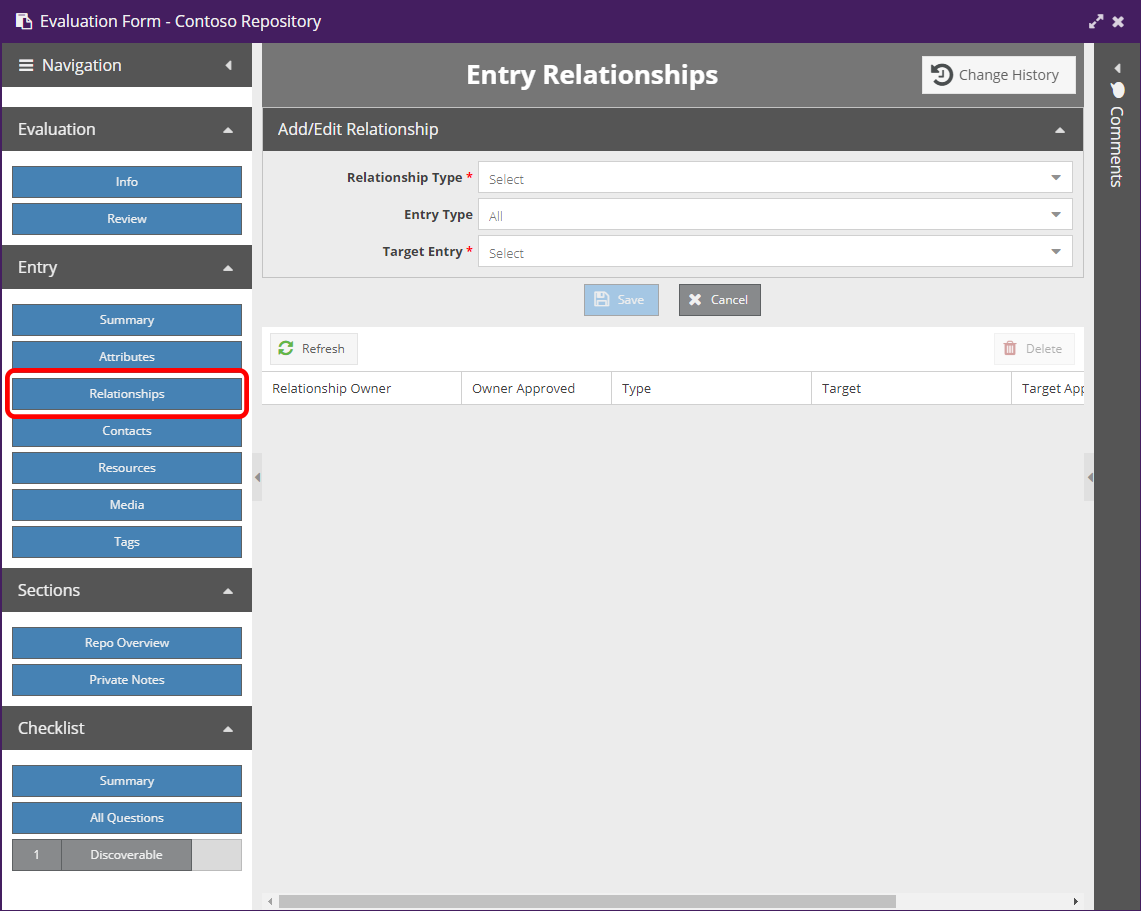 Evaluation Form - Contoso Repository
Navigation
Evaluation
Info
Review
Entry
Summary
Attributes
Relationships
Contacts
Resources
Media
Tags
Sections
Repo Overview
Private Notes
Checklist
Summary
All Questions
1 Discoverable
Entry Relationships
Change History
Add/Edit Relationship
Relationship Type * Select
Entry Type All
Target Entry * Select
Save Cancel
Refresh Delete
Relationship Owner Owner Approved Type Target Target App
Comments